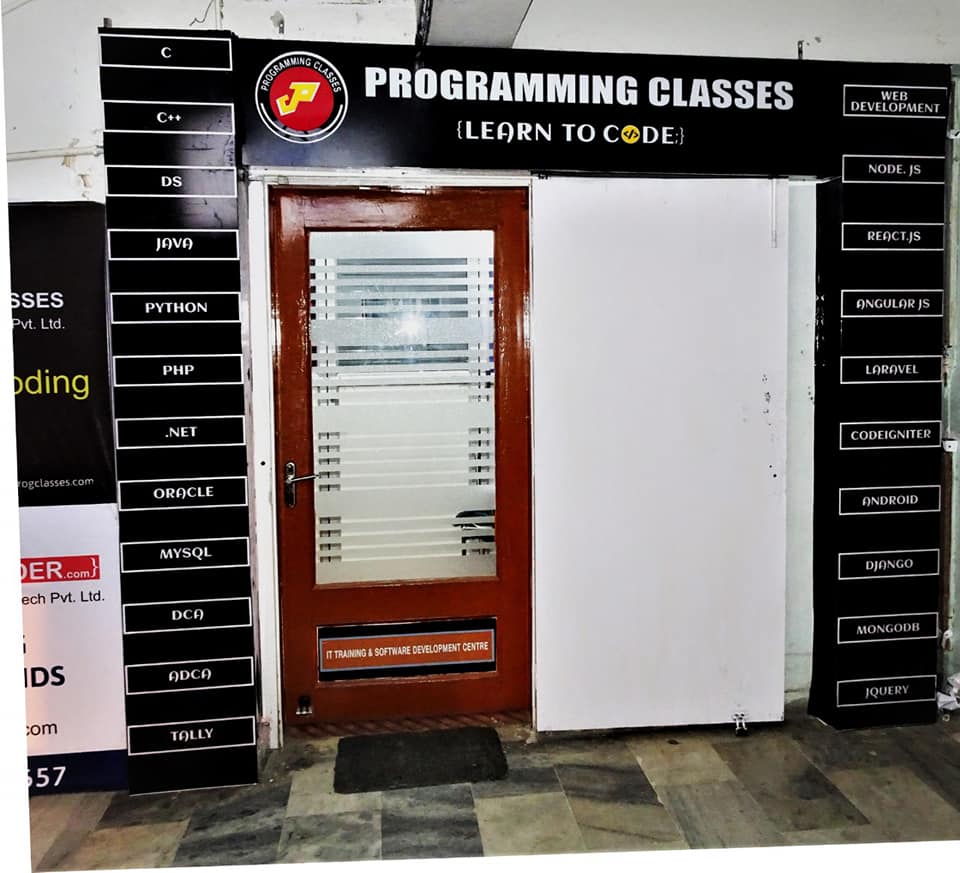 PROGRAMMING CLASSES
JP
PROGRAMMING CLASSES
{LEARN TO C</>DE;}
C
C++
DS
JAVA
PYTHON
PHP
.NET
ORACLE
MYSQL
DCA
ADCA
TALLY
WEB
DEVELOPMENT
NODE. JS
REACT.JS
ANGULAR JS
LARAVEL
CODEIGNITER
ANDROID
DJANGO
MONGODB
JQUERY
IT TRAINING & SOFTWARE DEVELOPMENT CENTRE
SSES
Pvt. Ltd.
oding
rogclasses.com
DER.com}
ech Pvt. Ltd.
IDS
com
557